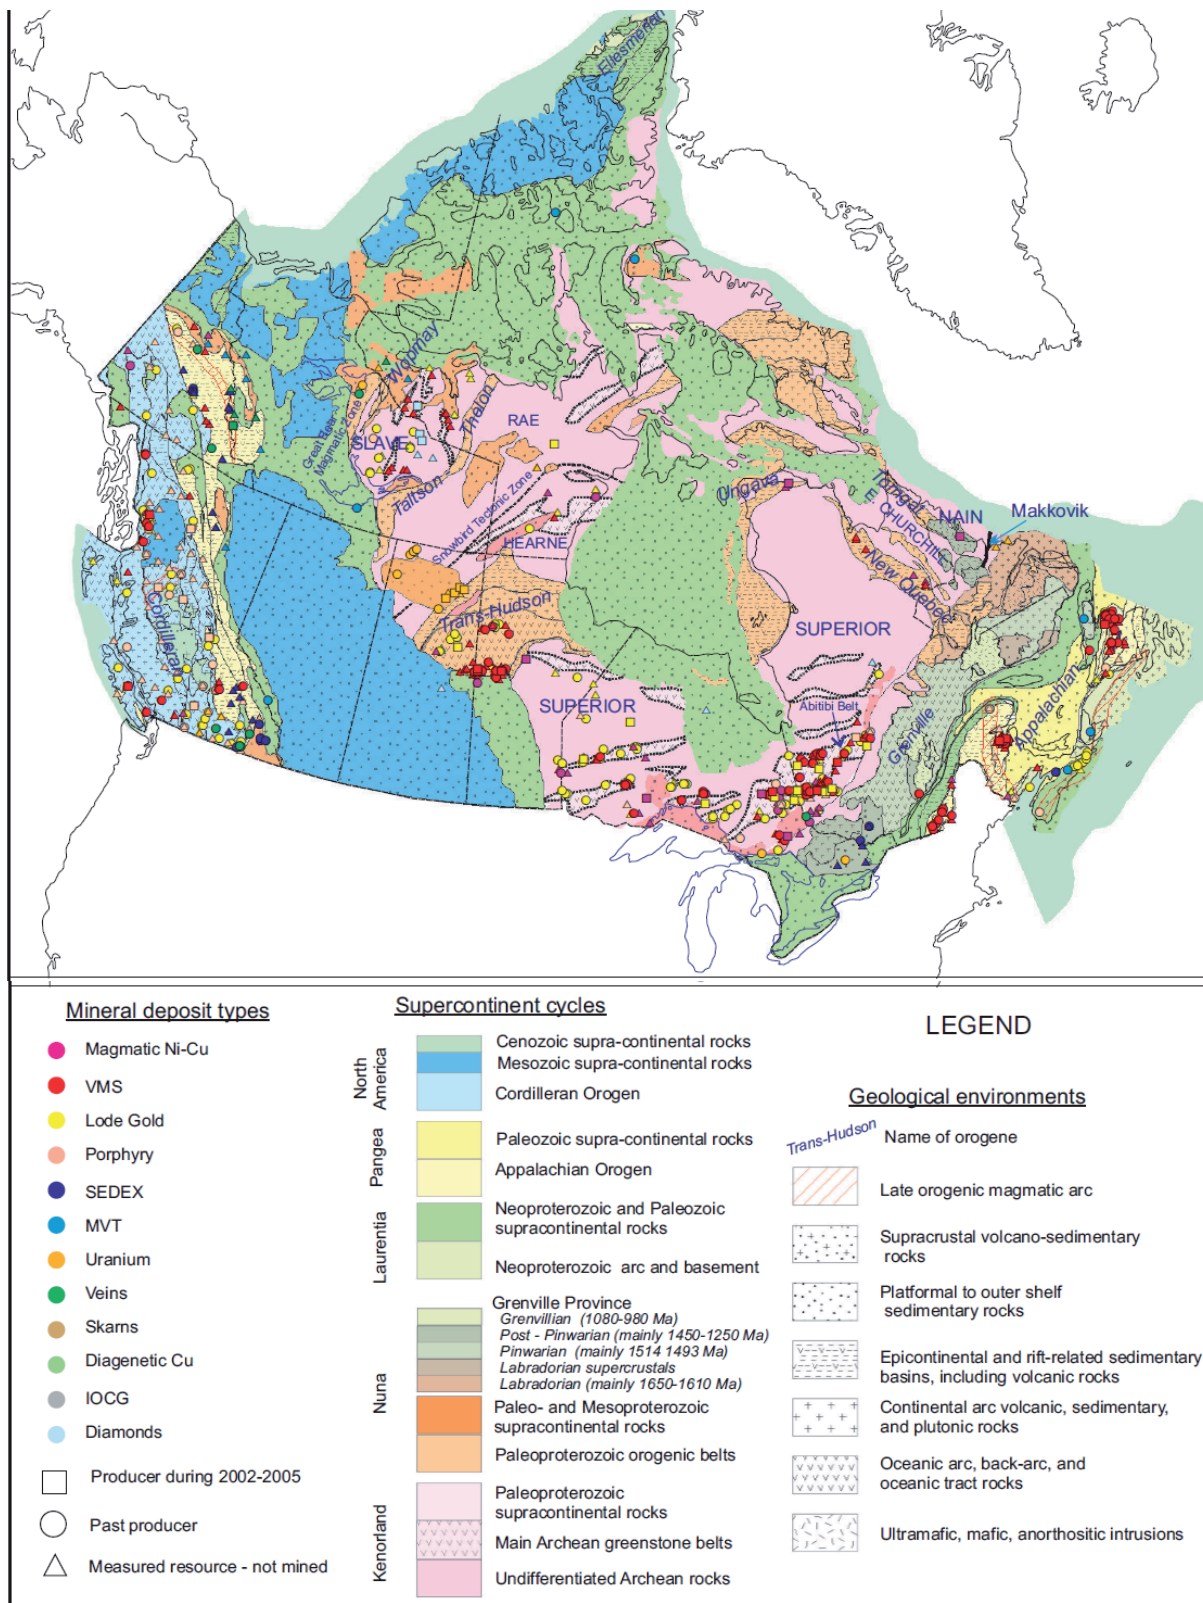 Ellesmerian
Wopmay
Great Bear
Magmatic Zone
SLAVE
Thelon
RAE
Taltson
Snowbird Tectonic Zone
HEARNE
Trans-Hudson
Cordilleran
Ungava
Torngat
E. CHURCHILL
NAIN
Makkovik
New Quebec
SUPERIOR
SUPERIOR
Abitibi Belt
Grenville
Appalachian
Mineral deposit types
Magmatic Ni-Cu
VMS
Lode Gold
Porphyry
SEDEX
MVT
Uranium
Veins
Skarns
Diagenetic Cu
IOCG
Diamonds
Producer during 2002-2005
Past producer
Measured resource - not mined
Supercontinent cycles
North
America
Cenozoic supra-continental rocks
Mesozoic supra-continental rocks
Cordilleran Orogen
Pangea
Paleozoic supra-continental rocks
Appalachian Orogen
Laurentia
Neoproterozoic and Paleozoic
supracontinental rocks
Neoproterozoic arc and basement
Nuna
Grenville Province
Grenvillian (1080-980 Ma)
Post - Pinwarian (mainly 1450-1250 Ma)
Pinwarian (mainly 1514 1493 Ma)
Labradorian supercrustals
Labradorian (mainly 1650-1610 Ma)
Paleo- and Mesoproterozoic
supracontinental rocks
Paleoproterozoic orogenic belts
Kenorland
Paleoproterozoic
supracontinental rocks
Main Archean greenstone belts
Undifferentiated Archean rocks
LEGEND
Geological environments
Trans-Hudson
Name of orogene
Late orogenic magmatic arc
Supracrustal volcano-sedimentary
rocks
Platformal to outer shelf
sedimentary rocks
Epicontinental and rift-related sedimentary
basins, including volcanic rocks
Continental arc volcanic, sedimentary,
and plutonic rocks
Oceanic arc, back-arc, and
oceanic tract rocks
Ultramafic, mafic, anorthositic intrusions